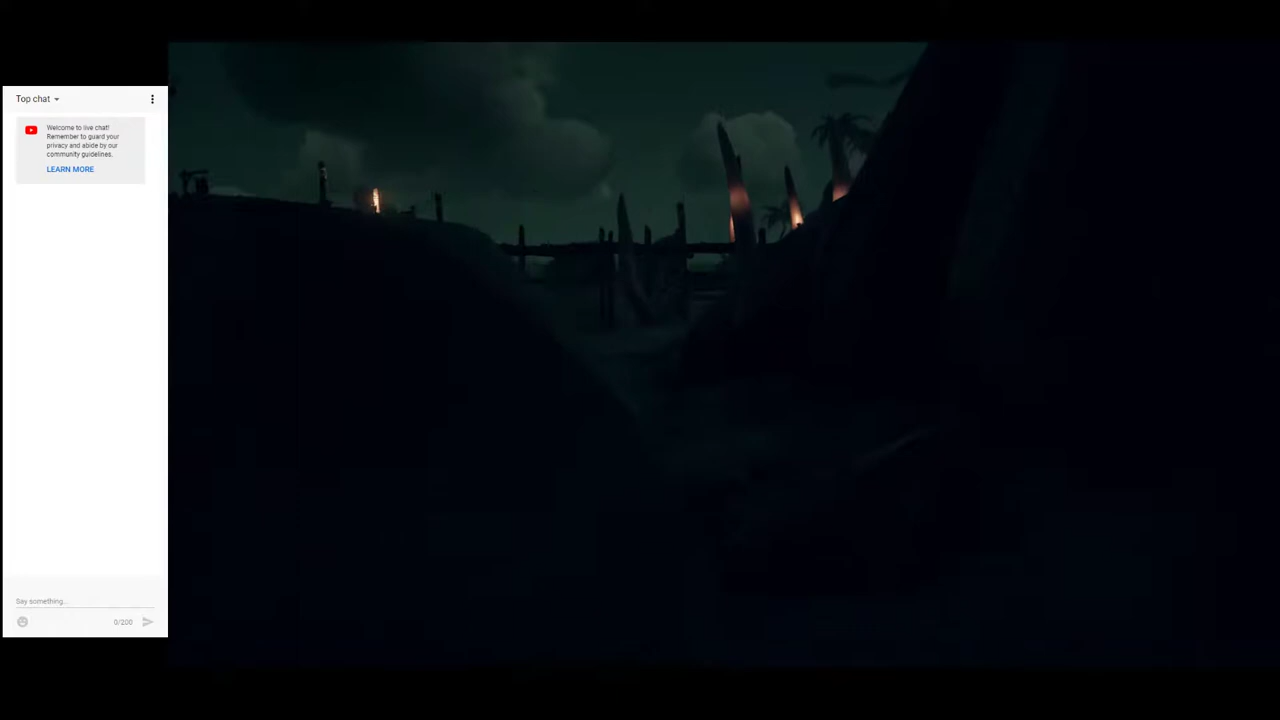 Top chat
Welcome to live chat!
Remember to guard your
privacy and abide by our
community guidelines.
LEARN MORE
Say something...
0/200